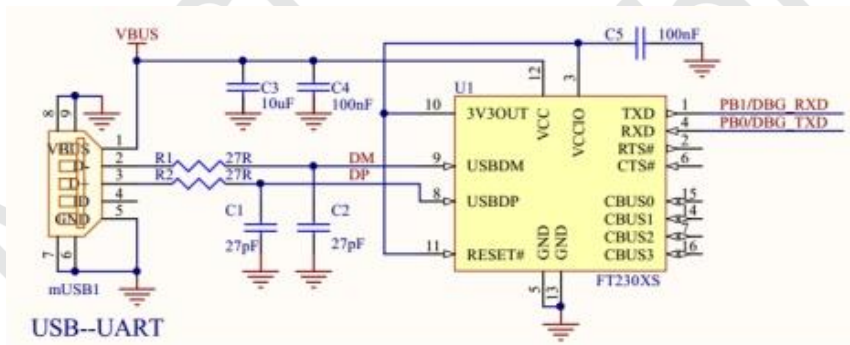 VBUS
C5 100nF
U1
C3
10uF
C4
100nF
12
3
VCC
VCCIO
8
9
VBUS 1
D- 2
D+ 3
ID 4
GND 5
7
6
mUSB1
R1 27R
R2 27R
DM
DP
C1
27pF
C2
27pF
10 3V3OUT
9 USBDM
8 USBDP
11 RESET#
TXD 1 PB1/DBG_RXD
RXD 4 PB0/DBG_TXD
RTS# 2
CTS# 6
CBUS0 15
CBUS1
CBUS2
CBUS3 16
GND
GND
5
13
FT230XS
USB--UART